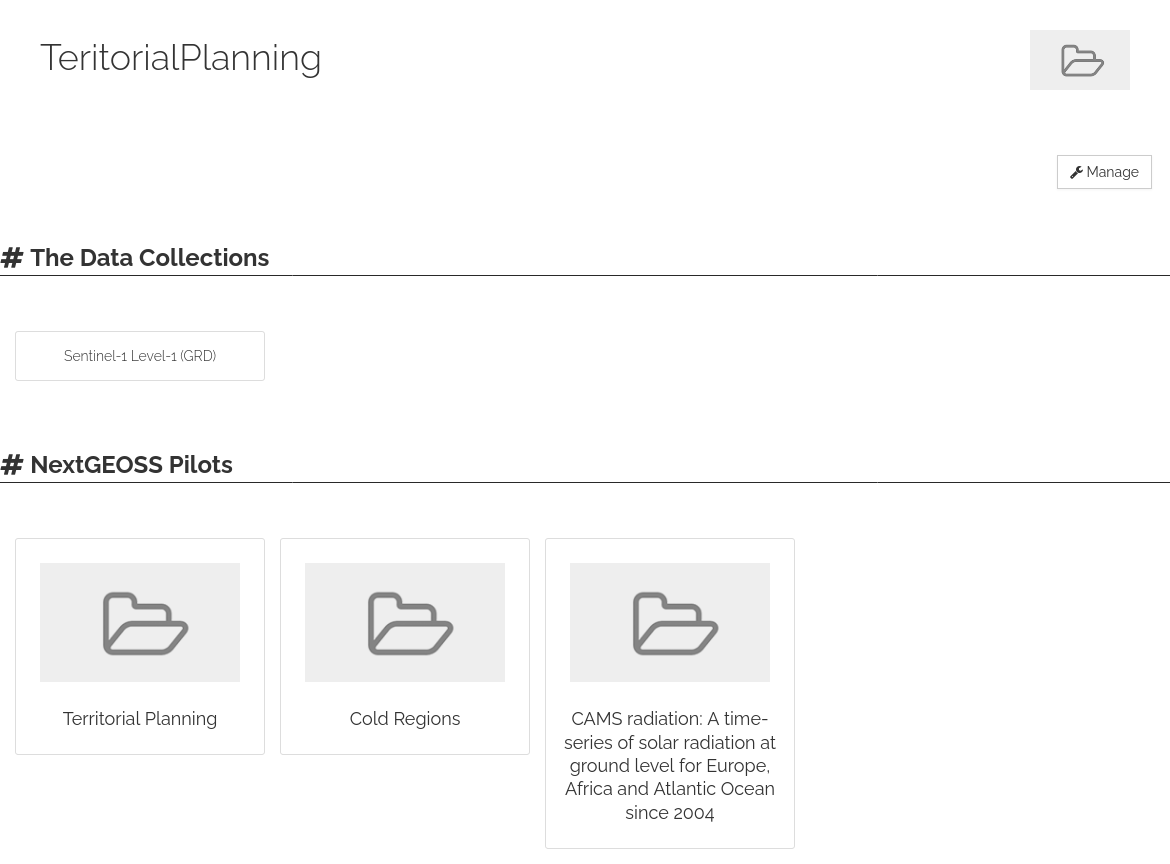 TeritorialPlanning
Manage
# The Data Collections
Sentinel-1 Level-1 (GRD)
# NextGEOSS Pilots
Territorial Planning
Cold Regions
CAMS radiation: A time-
series of solar radiation at
ground level for Europe,
Africa and Atlantic Ocean
since 2004